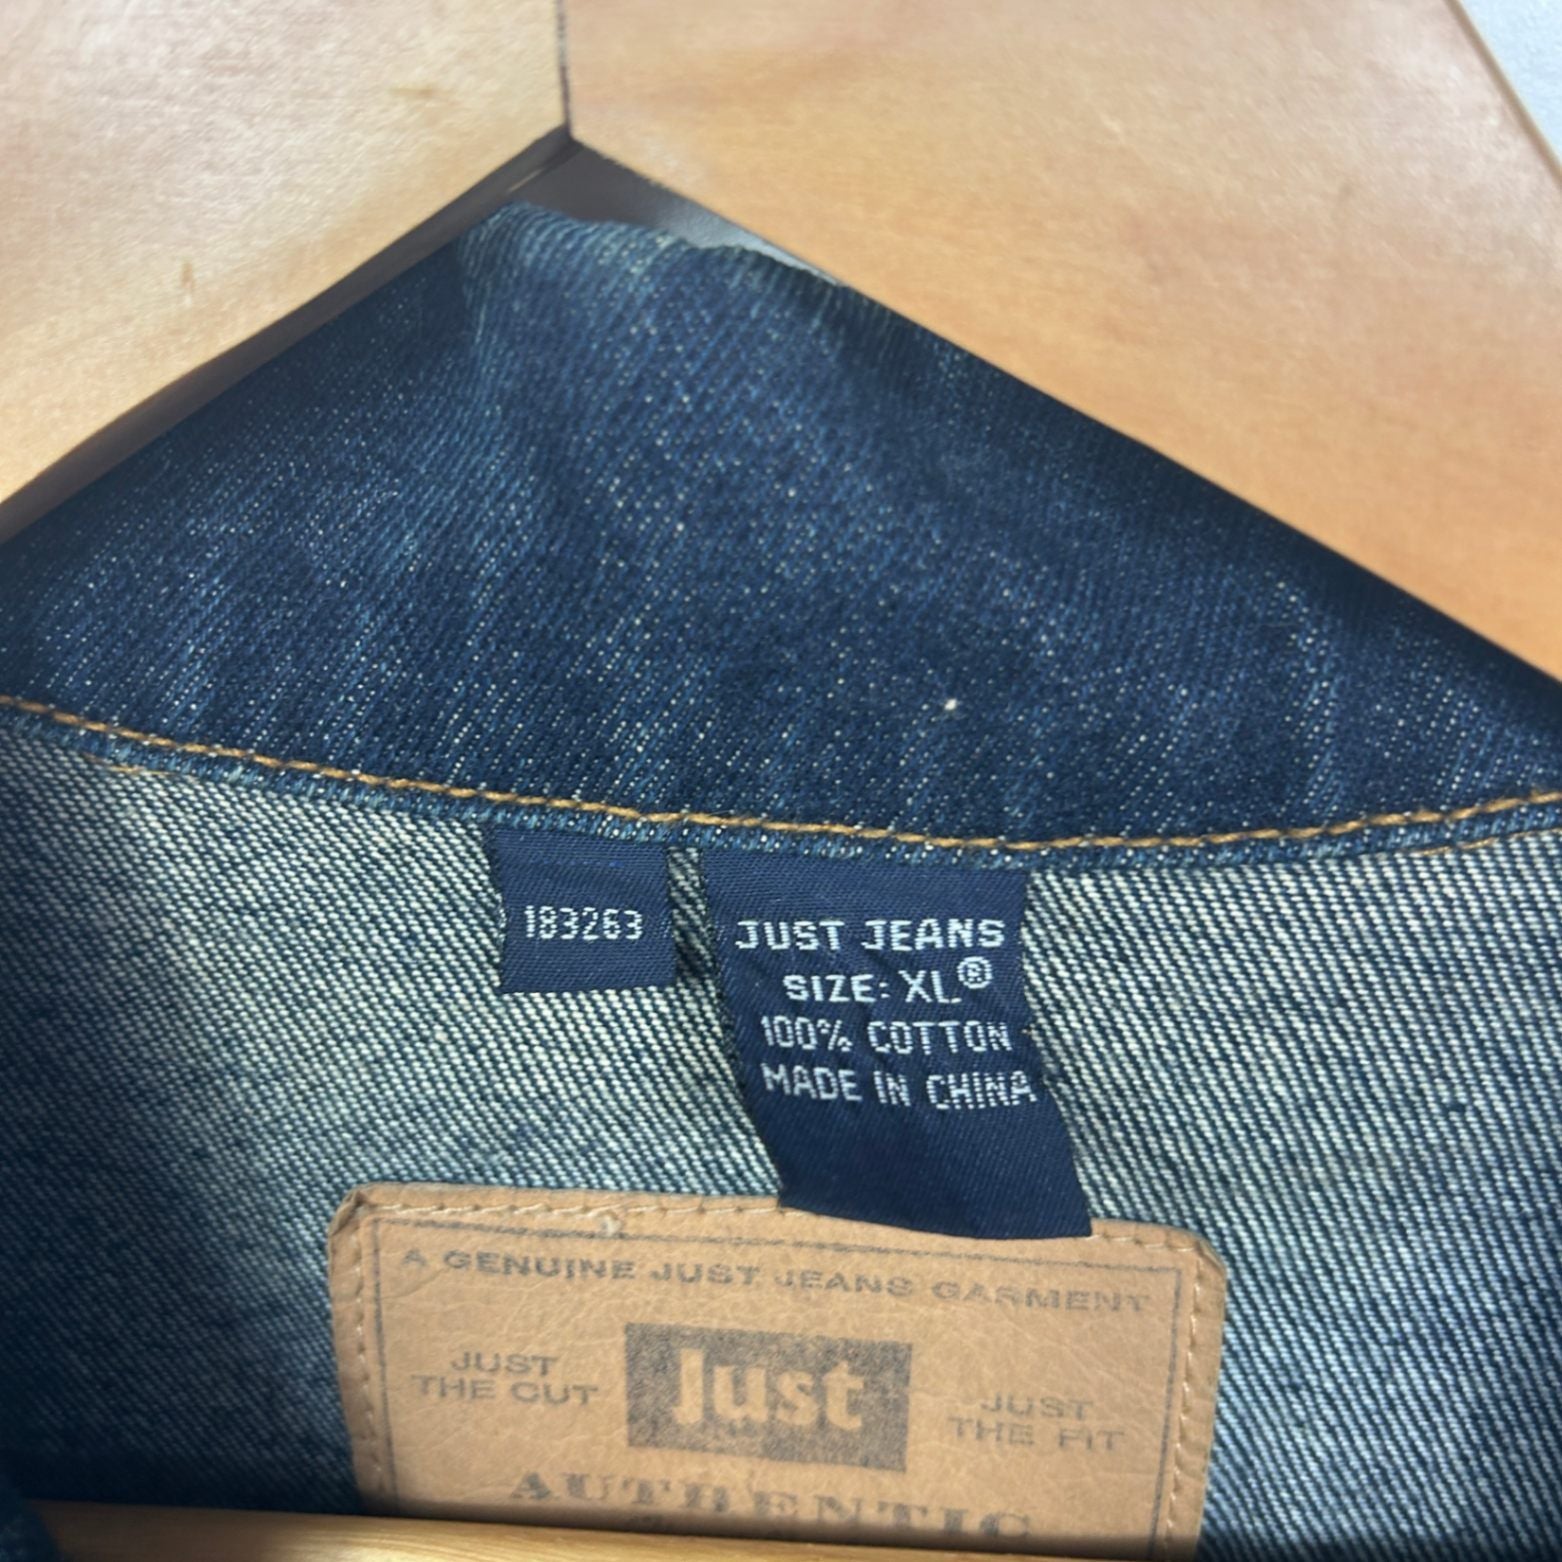 183263
JUST JEANS
SIZE: XL®
100% COTTON
MADE IN CHINA
A GENUINE JUST JEANS GARMENT
JUST
THE CUT
Just
JUST
THE FIT
AUTHENTIC